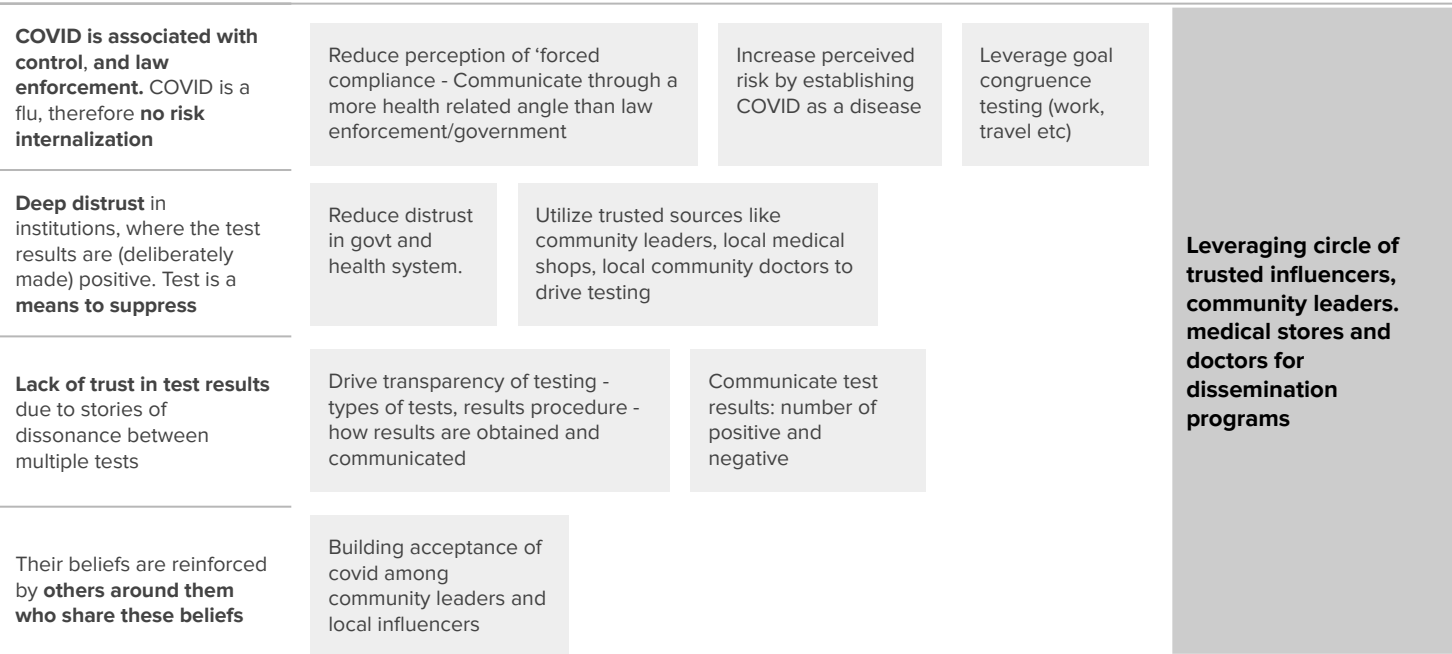 COVID is associated with
control, and law
enforcement. COVID is a
flu, therefore no risk
internalization
Reduce perception of ‘forced
compliance - Communicate through a
more health related angle than law
enforcement/government
Increase perceived
risk by establishing
COVID as a disease
Leverage goal
congruence
testing (work,
travel etc)
Deep distrust in
institutions, where the test
results are (deliberately
made) positive. Test is a
means to suppress
Reduce distrust
in govt and
health system.
Utilize trusted sources like
community leaders, local medical
shops, local community doctors to
drive testing
Lack of trust in test results
due to stories of
dissonance between
multiple tests
Drive transparency of testing -
types of tests, results procedure -
how results are obtained and
communicated
Communicate test
results: number of
positive and
negative
Their beliefs are reinforced
by others around them
who share these beliefs
Building acceptance of
covid among
community leaders and
local influencers
Leveraging circle of
trusted influencers,
community leaders.
medical stores and
doctors for
dissemination
programs